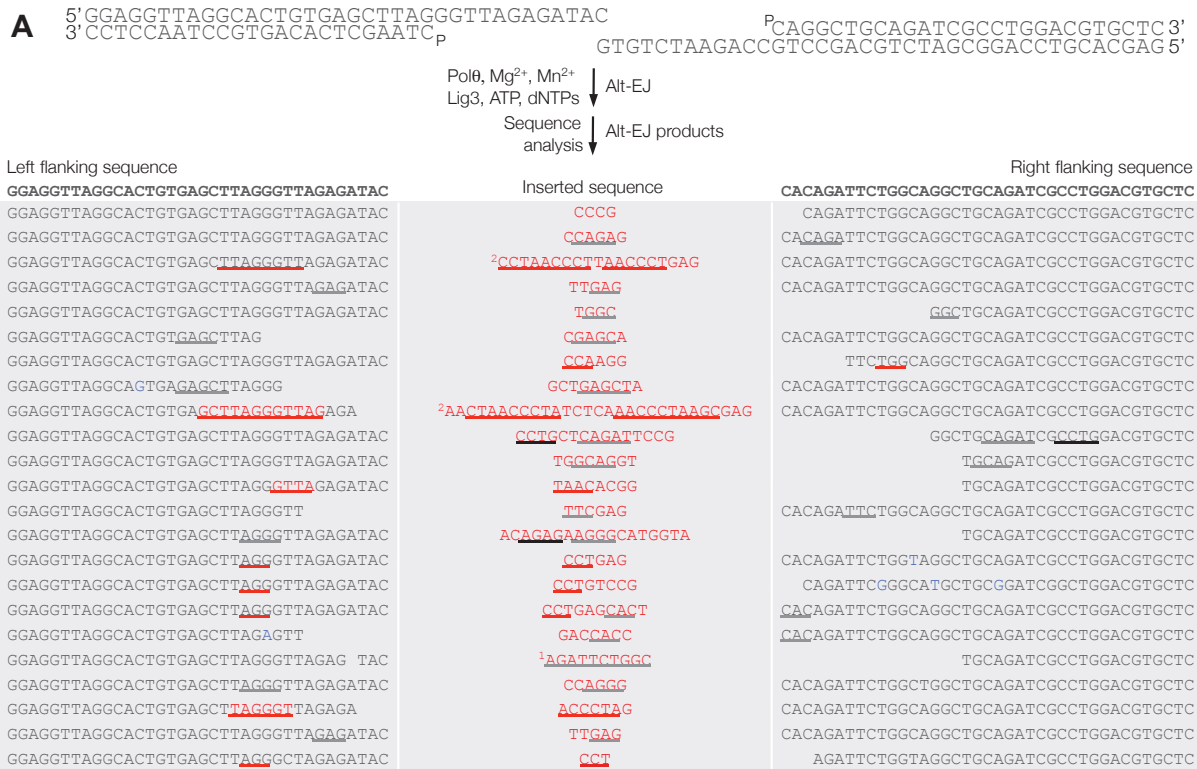 A
5' GGAGGTTAGGCACTGTGAGCTTAGGGTTAGAGATAC
3' CCTCCAATCCGTGACACTCGAATC P
P CAGGCTGCAGATCGCCTGGACGTGCTC 3'
GTGTCTAAGACCGTCCGACGTCTAGCGGACCTGCACGAG 5'
Polθ, Mg²⁺, Mn²⁺
Lig3, ATP, dNTPs
Alt-EJ
Sequence
analysis
Alt-EJ products
Left flanking sequence
Inserted sequence
Right flanking sequence
GGAGGTTAGGCACTGTGAGCTTAGGGTTAGAGATAC CACAGATTCTGGCAGGCTGCAGATCGCCTGGACGTGCTC
GGAGGTTAGGCACTGTGAGCTTAGGGTTAGAGATAC CCCG CAGATTCTGGCAGGCTGCAGATCGCCTGGACGTGCTC
GGAGGTTAGGCACTGTGAGCTTAGGGTTAGAGATAC CCAGAG CACAGATTCTGGCAGGCTGCAGATCGCCTGGACGTGCTC
GGAGGTTAGGCACTGTGAGCTTAGGGTTAGAGATAC ²CCTAACCCTTAACCCTGAG CACAGATTCTGGCAGGCTGCAGATCGCCTGGACGTGCTC
GGAGGTTAGGCACTGTGAGCTTAGGGTTAGAGATAC TTGAG CACAGATTCTGGCAGGCTGCAGATCGCCTGGACGTGCTC
GGAGGTTAGGCACTGTGAGCTTAGGGTTAGAGATAC TGGC GGCTGCAGATCGCCTGGACGTGCTC
GGAGGTTAGGCACTGTGAGCTTAG CGAGCA CACAGATTCTGGCAGGCTGCAGATCGCCTGGACGTGCTC
GGAGGTTAGGCACTGTGAGCTTAGGGTTAGAGATAC CCAAGG TTCTGGCAGGCTGCAGATCGCCTGGACGTGCTC
GGAGGTTAGGCAGTGAGAGCTTAGGG GCTGAGCTA CACAGATTCTGGCAGGCTGCAGATCGCCTGGACGTGCTC
GGAGGTTAGGCACTGTGAGCTTAGGGTTAGAGA ²AACTAACCCTATCTCAAACCCTAAGCGAG CACAGATTCTGGCAGGCTGCAGATCGCCTGGACGTGCTC
GGAGGTTAGGCACTGTGAGCTTAGGGTTAGAGATAC CCTGCTCAGATTCCG GGCTGCAGATCGCCTGGACGTGCTC
GGAGGTTAGGCACTGTGAGCTTAGGGTTAGAGATAC TGGCAGGT TGCAGATCGCCTGGACGTGCTC
GGAGGTTAGGCACTGTGAGCTTAGGGTTAGAGATAC TAACACGG TGCAGATCGCCTGGACGTGCTC
GGAGGTTAGGCACTGTGAGCTTAGGGTT TTCGAG CACAGATTCTGGCAGGCTGCAGATCGCCTGGACGTGCTC
GGAGGTTAGGCACTGTGAGCTTAGGGTTAGAGATAC ACAGAGAAGGGCATGGTA TGCAGATCGCCTGGACGTGCTC
GGAGGTTAGGCACTGTGAGCTTAGGGTTAGAGATAC CCTGAG CACAGATTCTGGTAGGCTGCAGATCGCCTGGACGTGCTC
GGAGGTTAGGCACTGTGAGCTTAGGGTTAGAGATAC CCTGTCCG CAGATTCGGGCATGCTGCGGATCGGCTGGACGTGCTC
GGAGGTTAGGCACTGTGAGCTTAGGGTTAGAGATAC CCTGAGCACT CACAGATTCTGGCAGGCTGCAGATCGCCTGGACGTGCTC
GGAGGTTAGGCACTGTGAGCTTAGAGTT GACCACC CACAGATTCTGGCAGGCTGCAGATCGCCTGGACGTGCTC
GGAGGTTAGGCACTGTGAGCTTAGGGTTAGAG TAC ¹AGATTCTGGC TGCAGATCGCCTGGACGTGCTC
GGAGGTTAGGCACTGTGAGCTTAGGGTTAGAGATAC CCAGGG CACAGATTCTGGCTGGCTGCAGATCGCCTGGACGTGCTC
GGAGGTTAGGCACTGTGAGCTTAGGGTTAGAGA ACCCTAG CACAGATTCTGGCAGGCTGCAGATCGCCTGGACGTGCTC
GGAGGTTAGGCACTGTGAGCTTAGGGTTAGAGATAC TTGAG CACAGATTCTGGCAGGCTGCAGATCGCCTGGACGTGCTC
GGAGGTTAGGCACTGTGAGCTTAGGGCTAGAGATAC CCT AGATTCTGGTAGGCTGCAGATCGCCTGGACGTGCTC